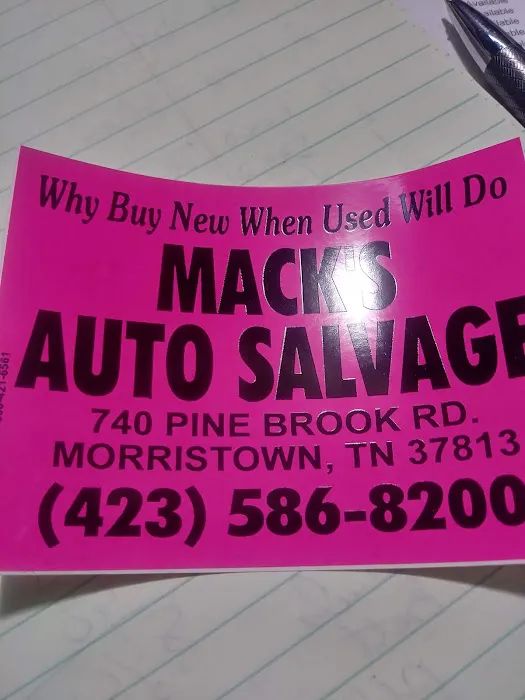 Available
Why Buy New When Used Will Do
MACK'S
AUTO SALVAGE
740 PINE BROOK RD.
MORRISTOWN, TN 37813
(423) 586-8200